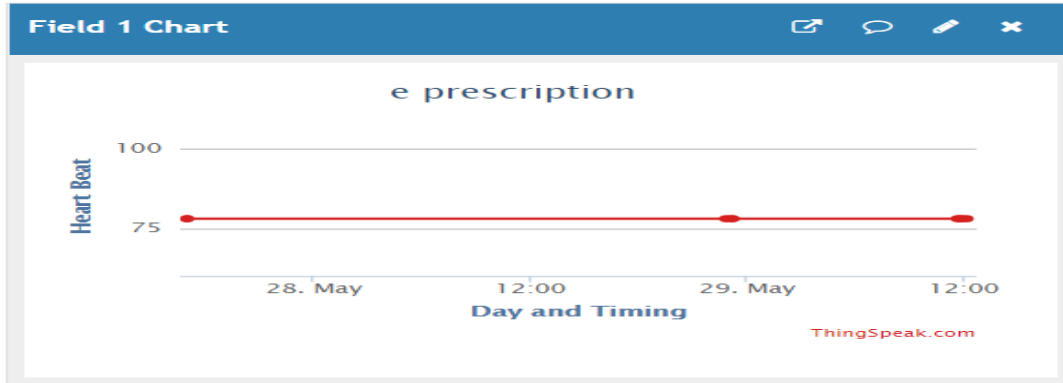 Field 1 Chart
e prescription
Heart Beat
100
75
28. May 12:00 29. May 12:00
Day and Timing
ThingSpeak.com